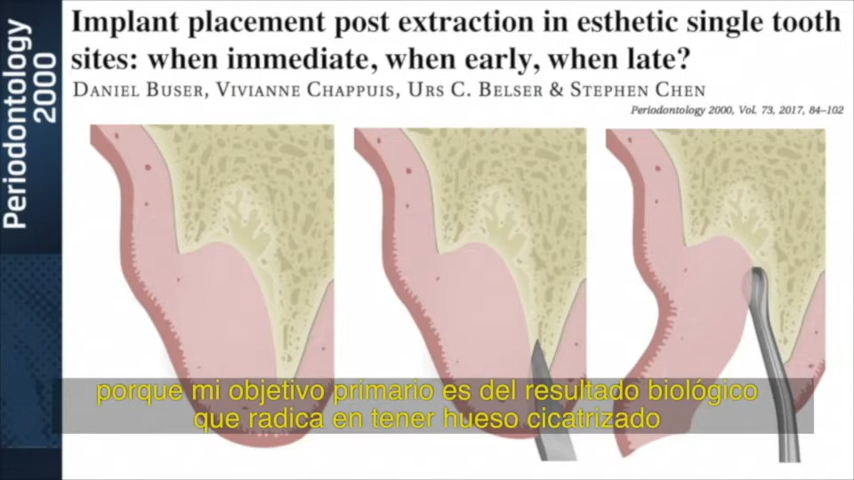 Periodontology
2000
Implant placement post extraction in esthetic single tooth
sites: when immediate, when early, when late?
DANIEL BUSER, VIVIANNE CHAPPUIS, URS C. BELSER & STEPHEN CHEN
Periodontology 2000, Vol. 73, 2017, 84–102
porque mi objetivo primario es del resultado biológico
que radica en tener hueso cicatrizado